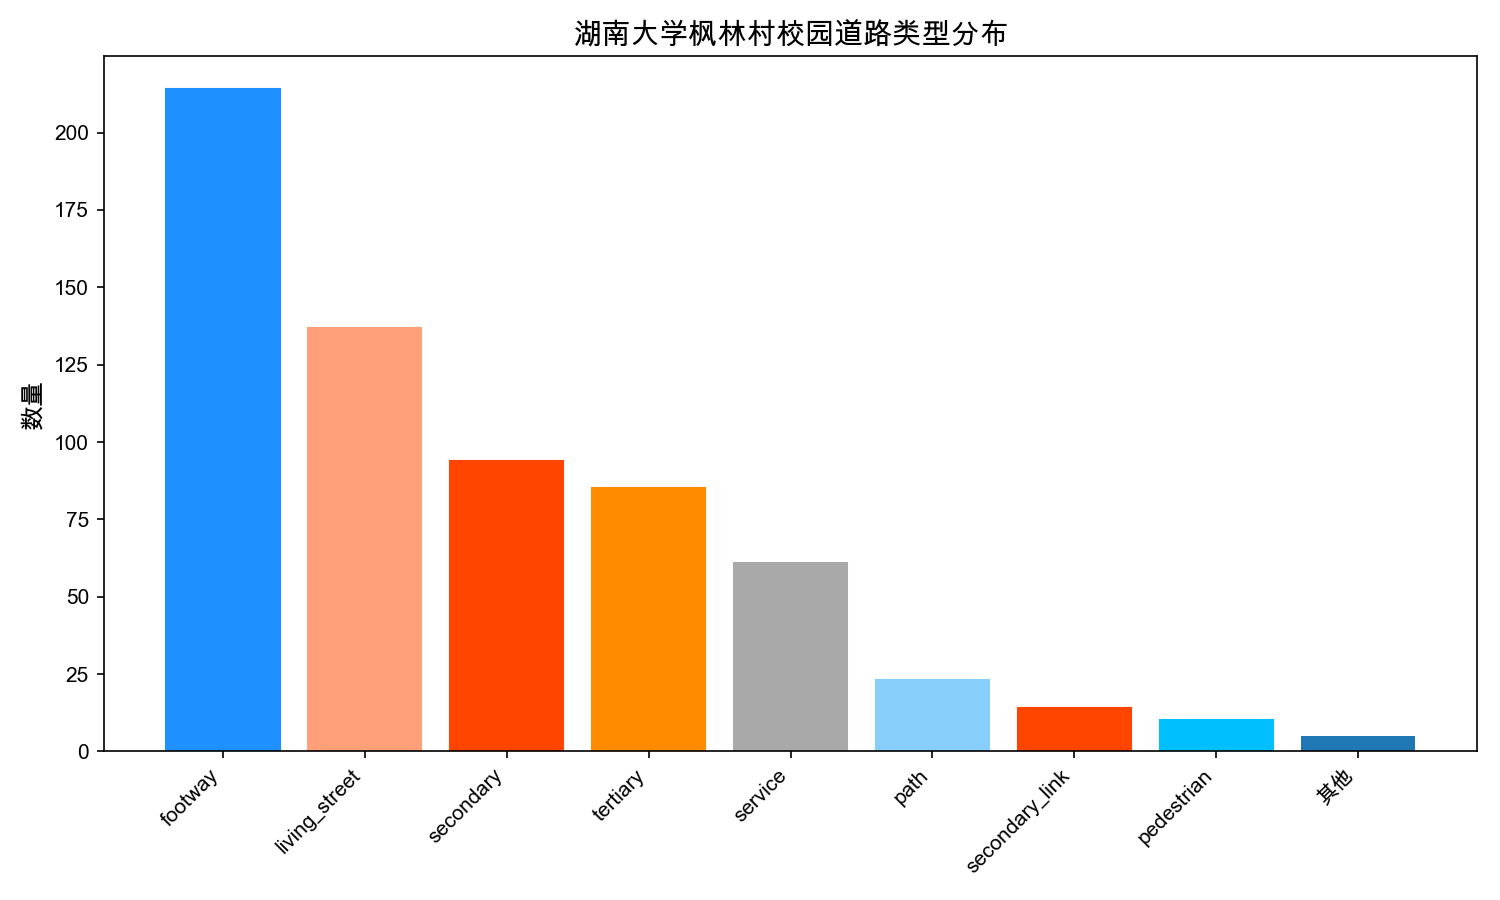 湖南大学枫林村校园道路类型分布
数量
200
175
150
125
100
75
50
25
0
footway
living_street
secondary
tertiary
service
path
secondary_link
pedestrian
其他